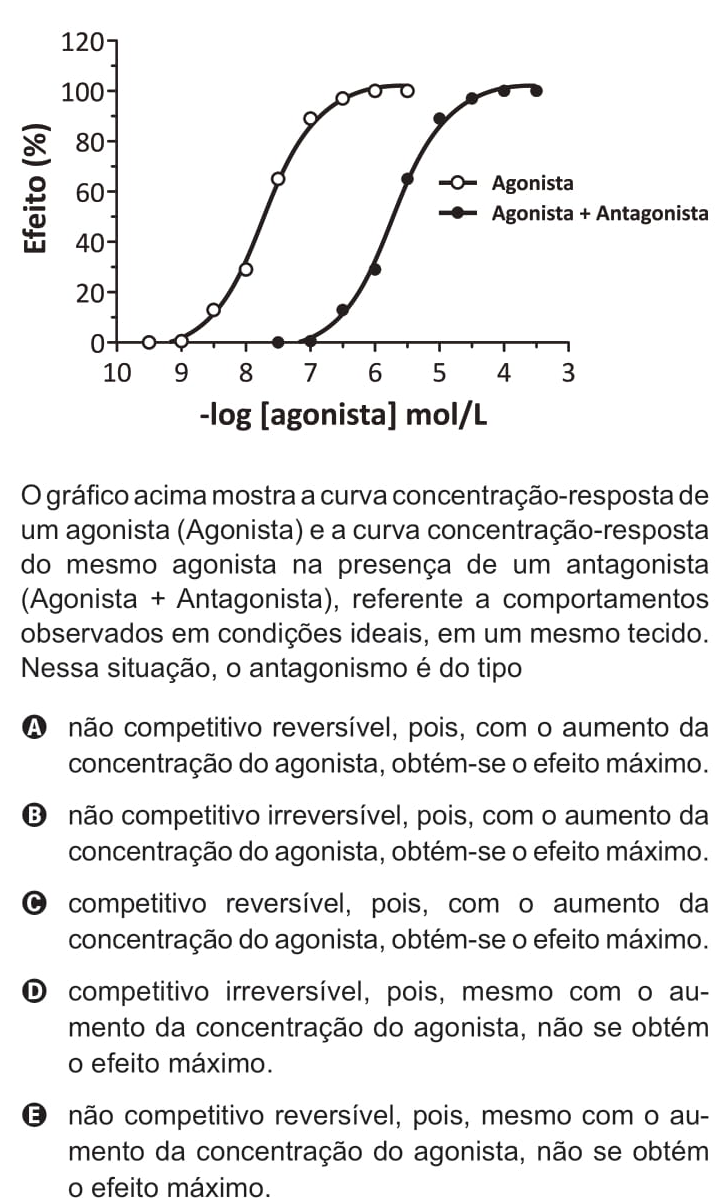 120
100
80
60
40
20
0
Efeito (%)
10 9 8 7 6 5 4 3
-log [agonista] mol/L
Agonista
Agonista + Antagonista
O gráfico acima mostra a curva concentração-resposta de
um agonista (Agonista) e a curva concentração-resposta
do mesmo agonista na presença de um antagonista
(Agonista + Antagonista), referente a comportamentos
observados em condições ideais, em um mesmo tecido.
Nessa situação, o antagonismo é do tipo
A não competitivo reversível, pois, com o aumento da
concentração do agonista, obtém-se o efeito máximo.
B não competitivo irreversível, pois, com o aumento da
concentração do agonista, obtém-se o efeito máximo.
C competitivo reversível, pois, com o aumento da
concentração do agonista, obtém-se o efeito máximo.
D competitivo irreversível, pois, mesmo com o au-
mento da concentração do agonista, não se obtém
o efeito máximo.
E não competitivo reversível, pois, mesmo com o au-
mento da concentração do agonista, não se obtém
o efeito máximo.